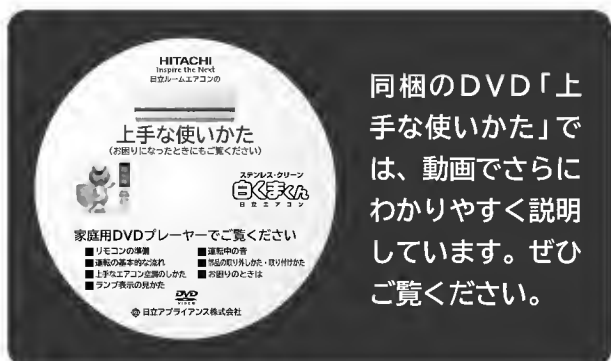 HITACHI
Inspire the Next
日立ルームエアコンの
上手な使いかた
(お困りになったときにもご覧ください)
ステンレス・クリーン
白くまくん
日立エアコン
家庭用DVDプレーヤーでご覧ください
■リモコンの準備
■運転の基本的な流れ
■上手なエアコン空調のしかた
■ランプ表示の見かた
■運転中の音
■部品の取り外しかた・取り付けかた
■お困りのときは
DVD
VIDEO
日立アプライアンス株式会社
同梱のDVD「上
手な使いかた」で
は、動画でさらに
わかりやすく説明
しています。ぜひ
ご覧ください。